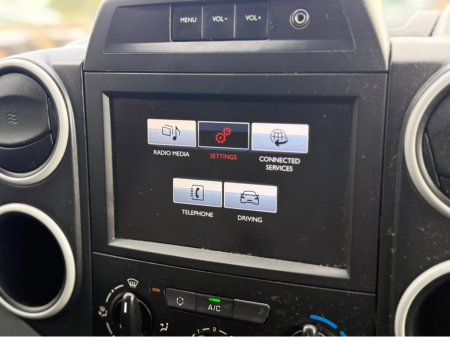 MENU
VOL-
VOL+
RADIO MEDIA
SETTINGS
CONNECTED
SERVICES
TELEPHONE
DRIVING
A/C